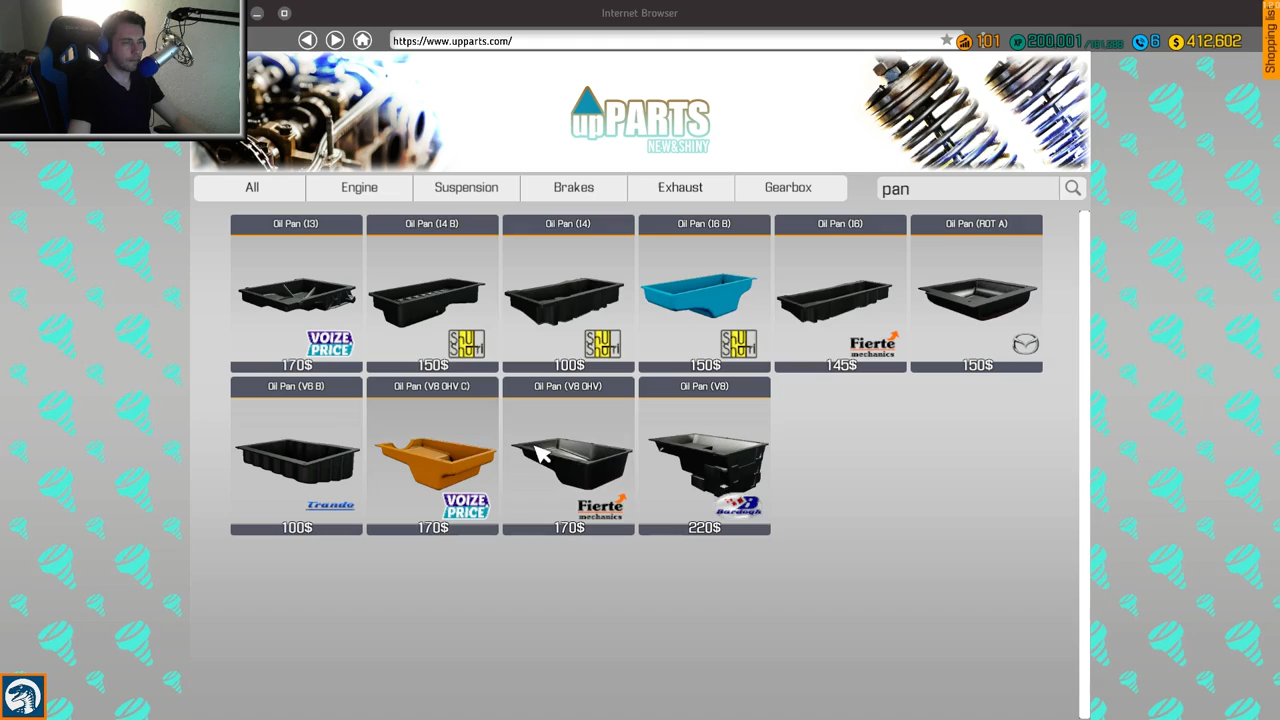 Internet Browser
https://www.upparts.com/
101
200,001
6
412,602
Shopping list
upPARTS
NEW&SHINY
All
Engine
Suspension
Brakes
Exhaust
Gearbox
pan
Oil Pan (I3)
Oil Pan (I4 B)
Oil Pan (I4)
Oil Pan (I6 B)
Oil Pan (I6)
Oil Pan (ROT A)
VOIZE PRICE
Fierte mechanics
170$
150$
100$
150$
145$
150$
Oil Pan (V6 B)
Oil Pan (V8 OHV C)
Oil Pan (V8 OHV)
Oil Pan (V8)
Trando
VOIZE PRICE
Fierte mechanics
100$
170$
170$
220$